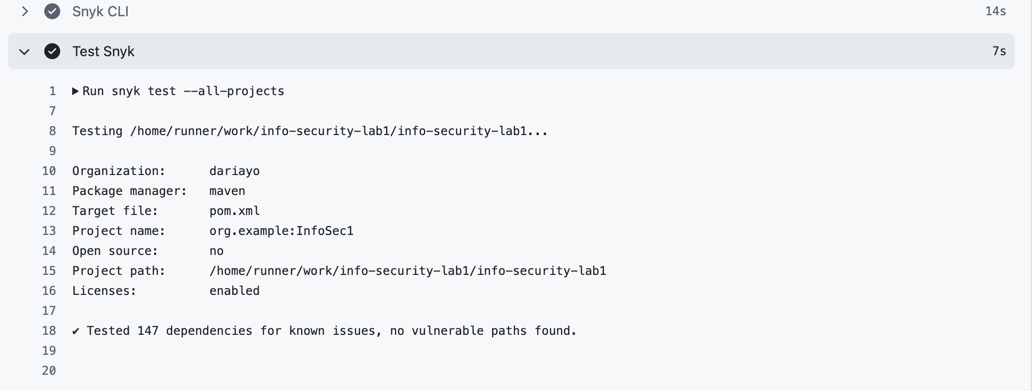 Snyk CLI 14s
Test Snyk 7s
1 Run snyk test --all-projects
7
8 Testing /home/runner/work/info-security-lab1/info-security-lab1...
9
10 Organization: dariayo
11 Package manager: maven
12 Target file: pom.xml
13 Project name: org.example:InfoSec1
14 Open source: no
15 Project path: /home/runner/work/info-security-lab1/info-security-lab1
16 Licenses: enabled
17
18 ✔ Tested 147 dependencies for known issues, no vulnerable paths found.
19
20